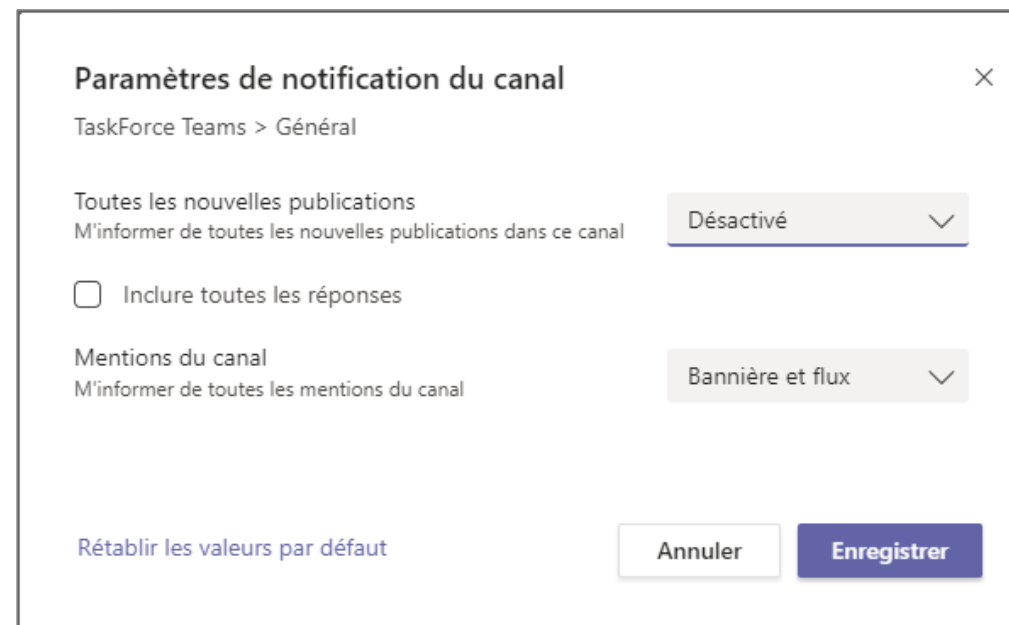 Paramètres de notification du canal
TaskForce Teams > Général
Toutes les nouvelles publications
M'informer de toutes les nouvelles publications dans ce canal
Désactivé
Inclure toutes les réponses
Mentions du canal
M'informer de toutes les mentions du canal
Bannière et flux
Rétablir les valeurs par défaut
Annuler
Enregistrer